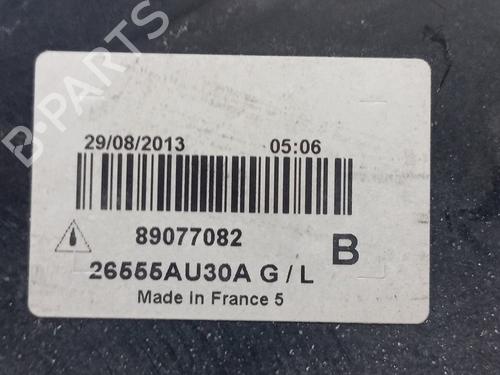 B-PARTS
29/08/2013 05:06
89077082
B
26555AU30A G / L
Made in France 5